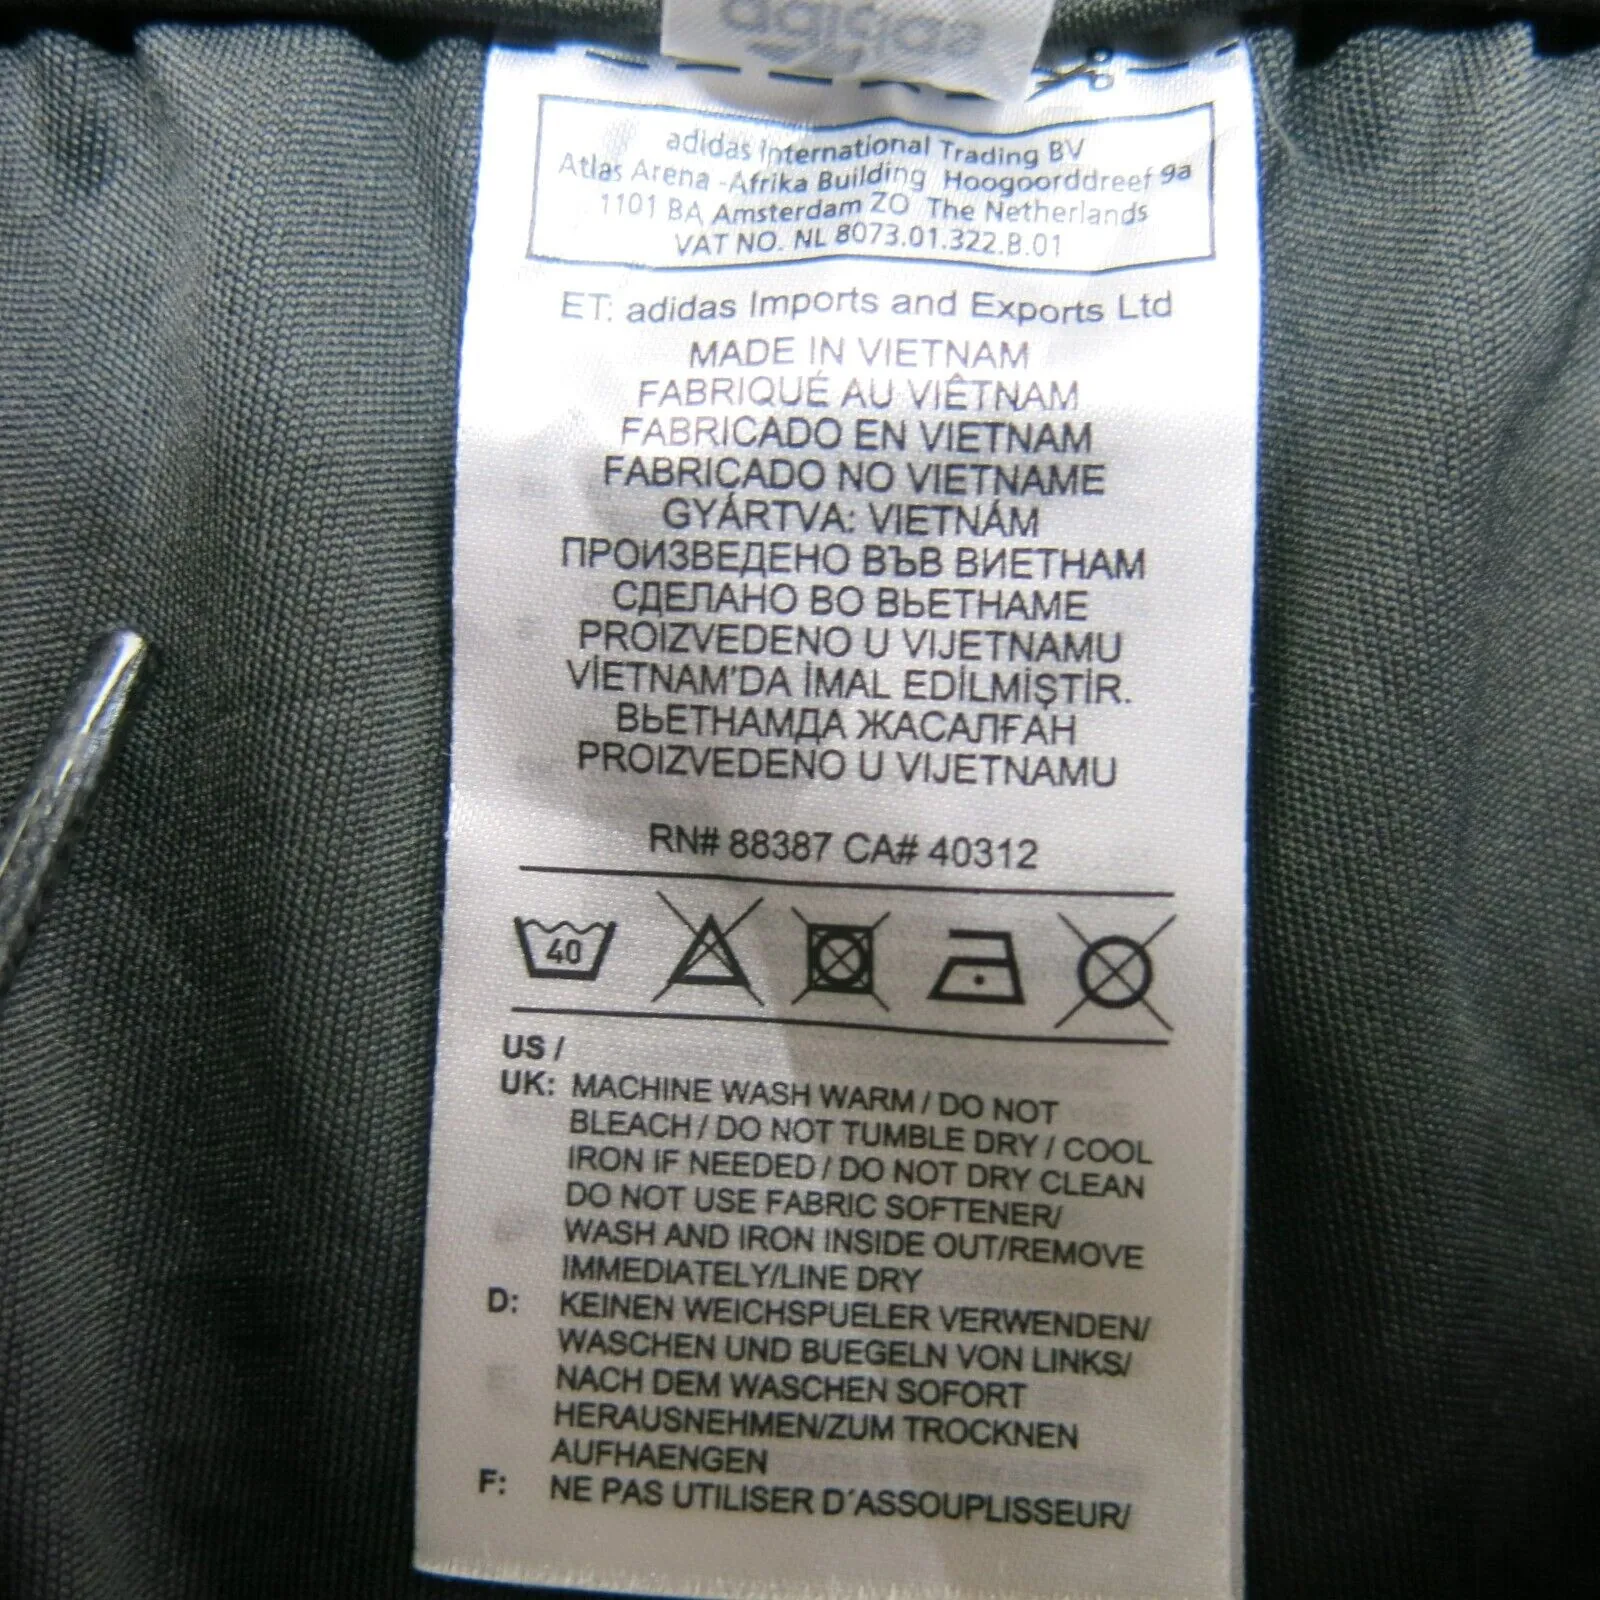 adidas
adidas International Trading BV
Atlas Arena -Afrika Building Hoogoorddreef 9a
1101 BA Amsterdam ZO The Netherlands
VAT NO. NL 8073.01.322.B.01
ET: adidas Imports and Exports Ltd
MADE IN VIETNAM
FABRIQUÉ AU VIÊTNAM
FABRICADO EN VIETNAM
FABRICADO NO VIETNAME
GYÁRTVA: VIETNÁM
ПРОИЗВЕДЕНО ВЪВ ВИЕТНАМ
СДЕЛАНО ВО ВЬЕТНАМЕ
PROIZVEDENO U VIJETNAMU
VİETNAM'DA İMAL EDİLMİŞTİR.
ВЬЕТНАМДА ЖАСАЛҒАН
PROIZVEDENO U VIJETNAMU
RN# 88387 CA# 40312
40
US /
UK: MACHINE WASH WARM / DO NOT
BLEACH / DO NOT TUMBLE DRY / COOL
IRON IF NEEDED / DO NOT DRY CLEAN
DO NOT USE FABRIC SOFTENER/
WASH AND IRON INSIDE OUT/REMOVE
IMMEDIATELY/LINE DRY
D: KEINEN WEICHSPUELER VERWENDEN/
WASCHEN UND BUEGELN VON LINKS/
NACH DEM WASCHEN SOFORT
HERAUSNEHMEN/ZUM TROCKNEN
AUFHAENGEN
F: NE PAS UTILISER D´ASSOUPLISSEUR/